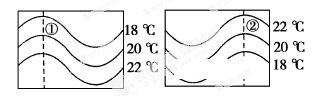 ① 18 ℃
20 ℃
22 ℃
② 22 ℃
20 ℃
18 ℃